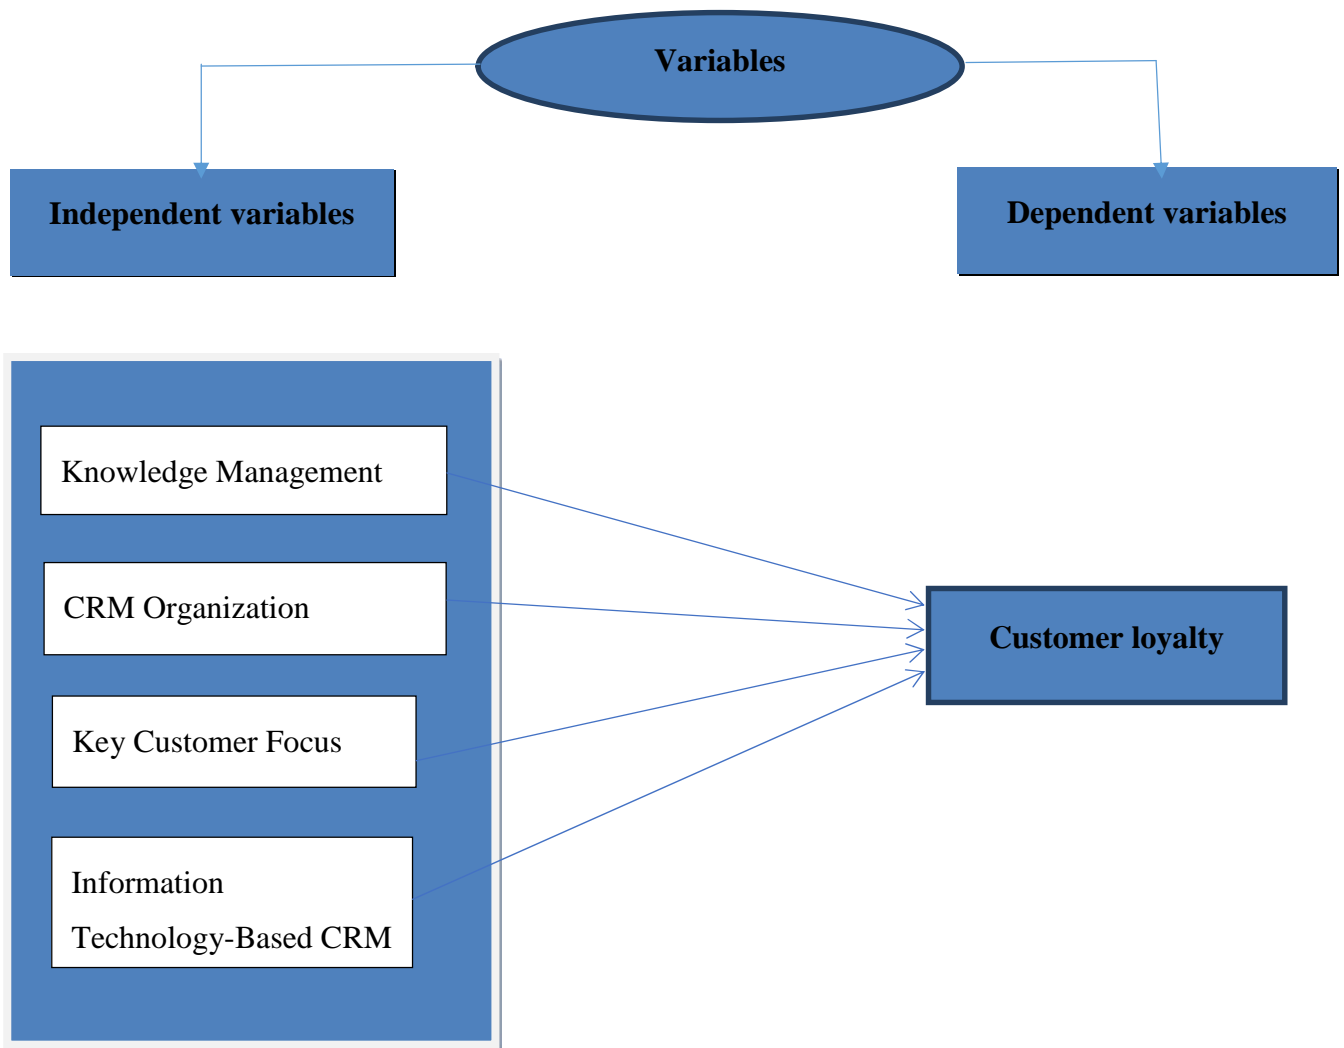 Variables
Independent variables
Dependent variables
Knowledge Management
CRM Organization
Key Customer Focus
Information
Technology-Based CRM
Customer loyalty